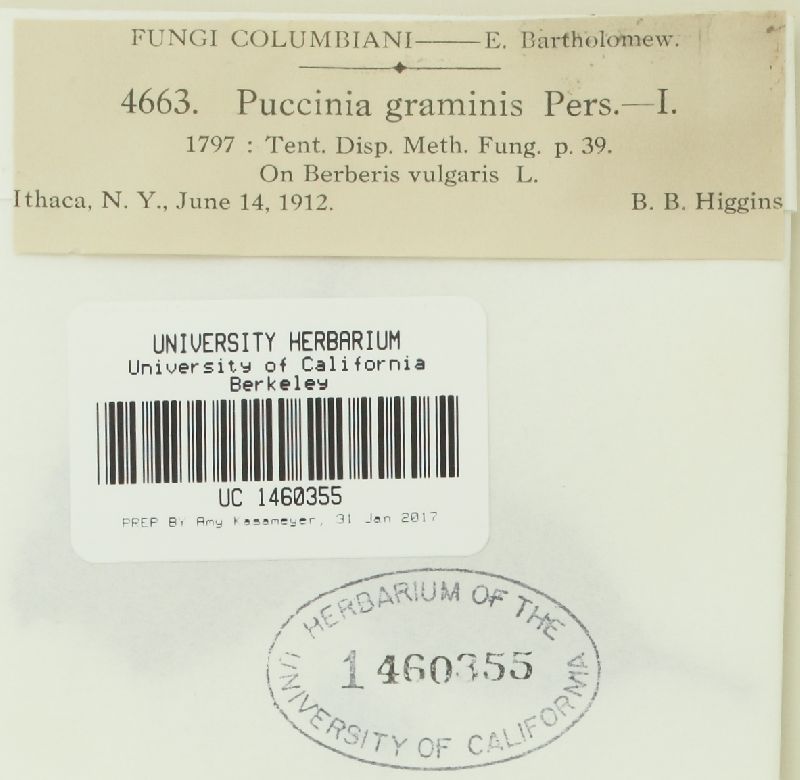 FUNGI COLUMBIANI——E. Bartholomew.
4663. Puccinia graminis Pers.—I.
1797 : Tent. Disp. Meth. Fung. p. 39.
On Berberis vulgaris L.
Ithaca, N. Y., June 14, 1912. B. B. Higgins
UNIVERSITY HERBARIUM
University of California
Berkeley
UC 1460355
PREP BY Amy Kasameyer, 31 Jan 2017
HERBARIUM OF THE
1460355
UNIVERSITY OF CALIFORNIA